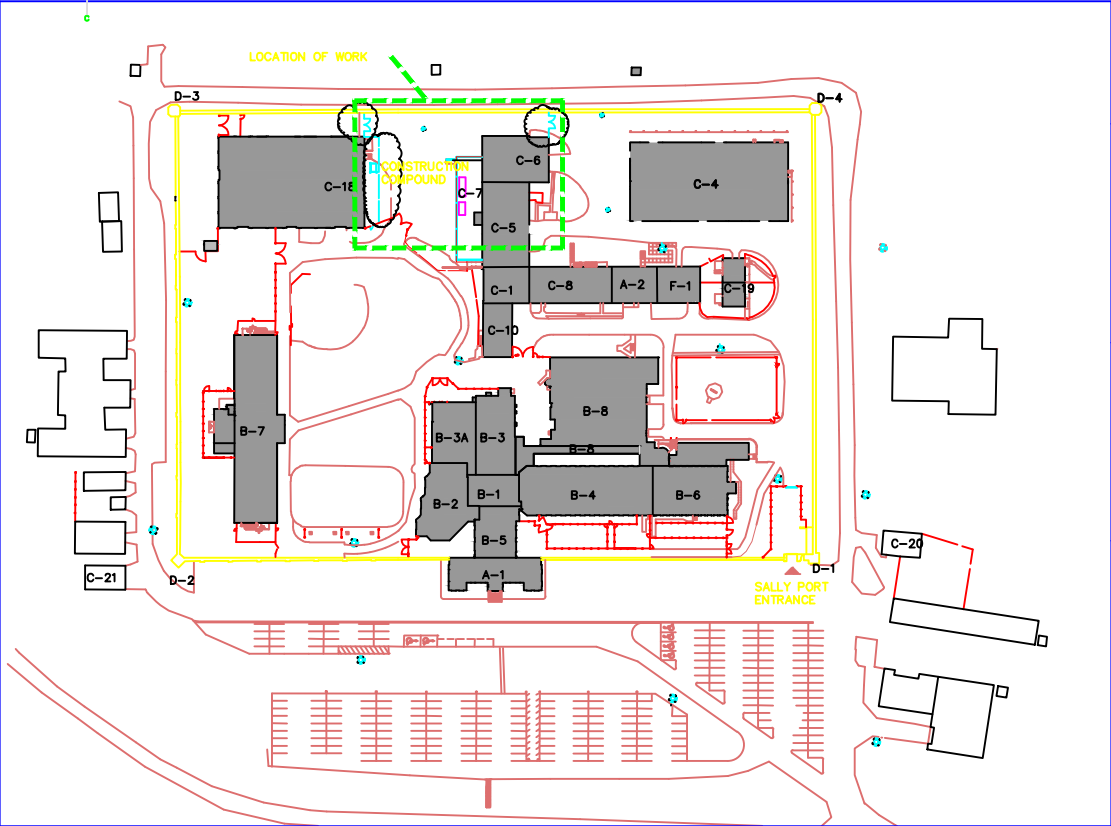 C
LOCATION OF WORK
D-3
D-4
C-6
CONSTRUCTION
COMPOUND
C-18
C-7
C-4
C-5
C-1
C-8
A-2
F-1
C-19
C-10
B-8
B-7
B-3A
B-3
B-8
B-2
B-1
B-4
B-6
B-5
C-20
A-1
D-1
C-21
D-2
SALLY PORT
ENTRANCE